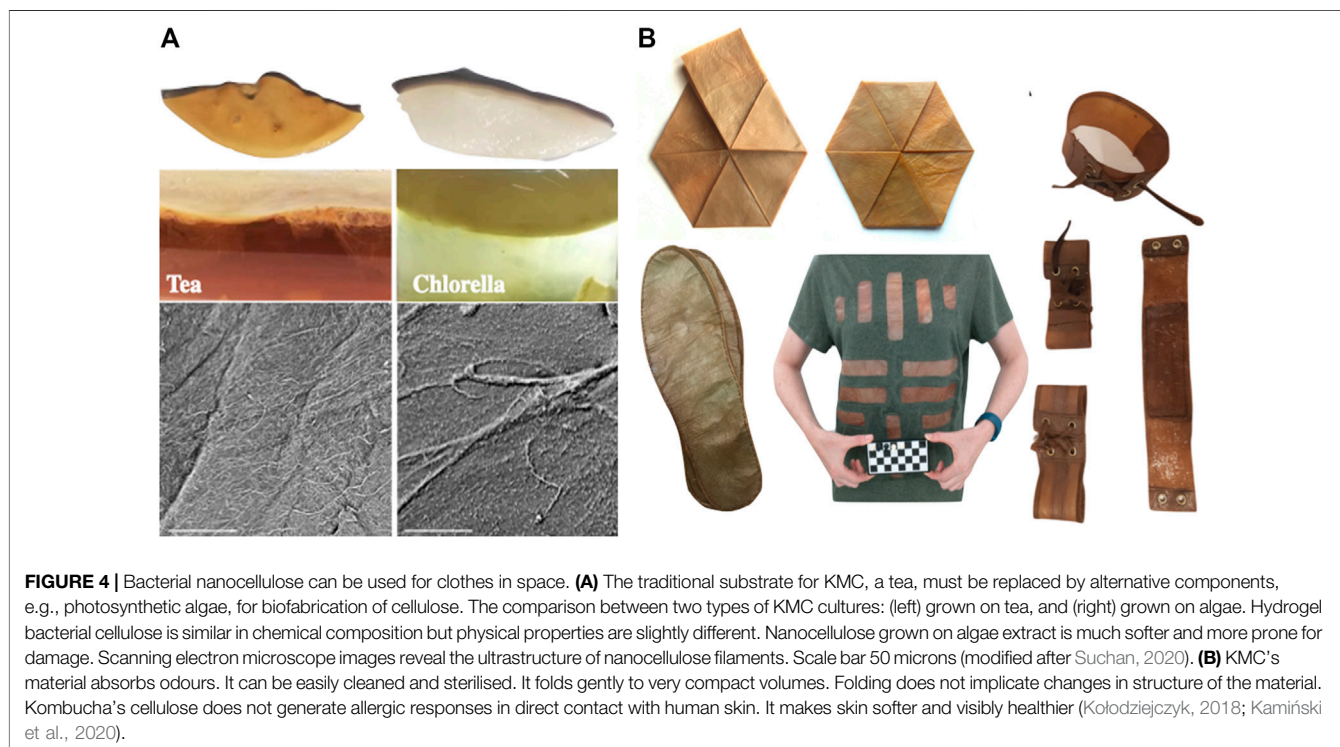 A
B
Tea
Chlorella
FIGURE 4 | Bacterial nanocellulose can be used for clothes in space. (A) The traditional substrate for KMC, a tea, must be replaced by alternative components,
e.g., photosynthetic algae, for biofabrication of cellulose. The comparison between two types of KMC cultures: (left) grown on tea, and (right) grown on algae. Hydrogel
bacterial cellulose is similar in chemical composition but physical properties are slightly different. Nanocellulose grown on algae extract is much softer and more prone for
damage. Scanning electron microscope images reveal the ultrastructure of nanocellulose filaments. Scale bar 50 microns (modified after Suchan, 2020). (B) KMC's
material absorbs odours. It can be easily cleaned and sterilised. It folds gently to very compact volumes. Folding does not implicate changes in structure of the material.
Kombucha's cellulose does not generate allergic responses in direct contact with human skin. It makes skin softer and visibly healthier (Kołodziejczyk, 2018; Kamiński
et al., 2020).